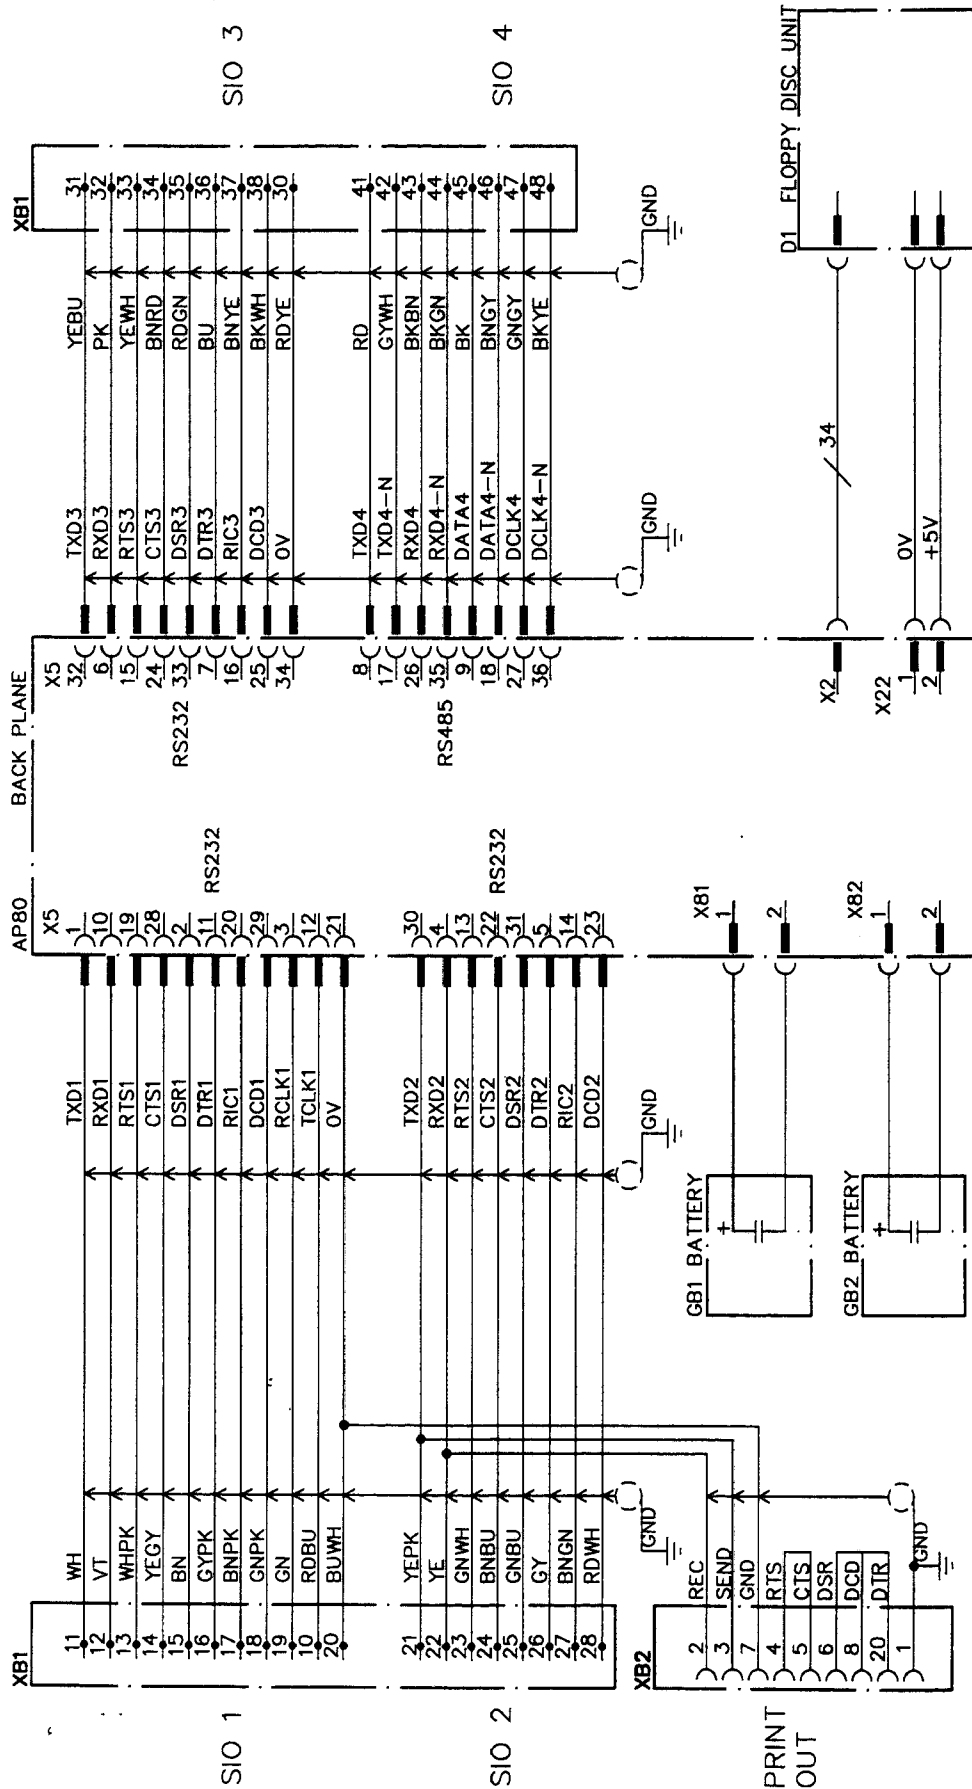 AP80 BACK PLANE
XB1
SIO 1
11 WH TXD1 1
12 VT RXD1 10
13 WHPK RTS1 19
14 YEGY CTS1 28
15 BN DSR1 2
16 GYPK DTR1 11
17 BNPK RIC1 20
18 GNPK DCD1 29
19 GN RCLK1 3
10 RDBU TCLK1 12
20 BUWH 0V 21
X5
RS232
SIO 2
21 YEPK TXD2 30
22 YE RXD2 4
23 GNWH RTS2 13
24 BNBU CTS2 22
25 GNBU DSR2 31
26 GY DTR2 5
27 BNGN RIC2 14
28 RDWH DCD2 23
RS232
GND
GND
XB2
PRINT
OUT
2 REC
3 SEND
7 GND
4 RTS
5 CTS
6 DSR
8 DCD
20 DTR
1
GND
GB1 BATTERY
+
X81
1
2
GB2 BATTERY
+
X82
1
2
X5
RS232
32 TXD3 YEBU 31
6 RXD3 PK 32
15 RTS3 YEWH 33
24 CTS3 BNRD 34
33 DSR3 RDGN 35
7 DTR3 BU 36
16 RIC3 BNYE 37
25 DCD3 BKWH 38
34 0V RDYE 30
XB1
SIO 3
RS485
8 TXD4 RD 41
17 TXD4-N GYWH 42
26 RXD4 BKBN 43
35 RXD4-N BKGN 44
9 DATA4 BK 45
18 DATA4-N BNGY 46
27 DCLK4 GNGY 47
36 DCLK4-N BKYE 48
SIO 4
GND
GND
X2
34
X22
1 0V
2 +5V
D1 FLOPPY DISC UNIT